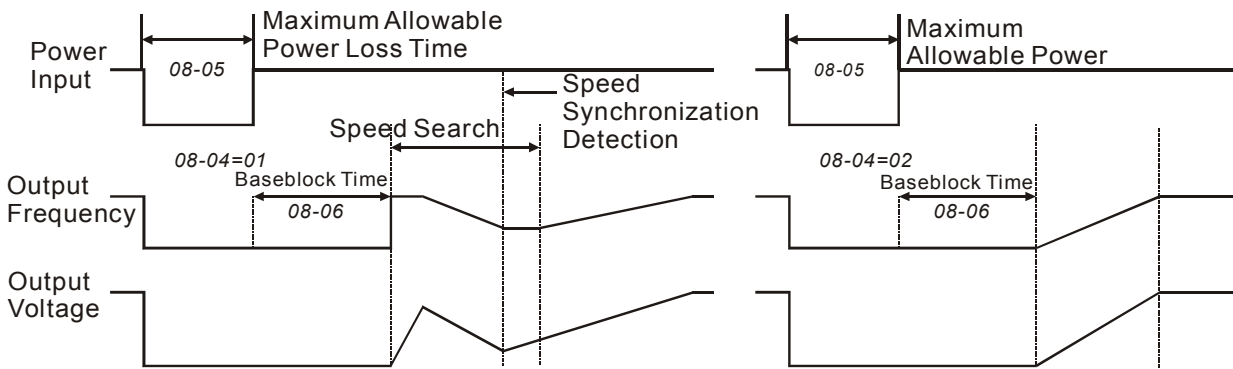 Maximum Allowable
Power Loss Time
Power
Input
08-05
Speed
Synchronization
Detection
Speed Search
08-04=01
Baseblock Time
08-06
Output
Frequency
Output
Voltage
Maximum
Allowable Power
08-05
08-04=02
Baseblock Time
08-06